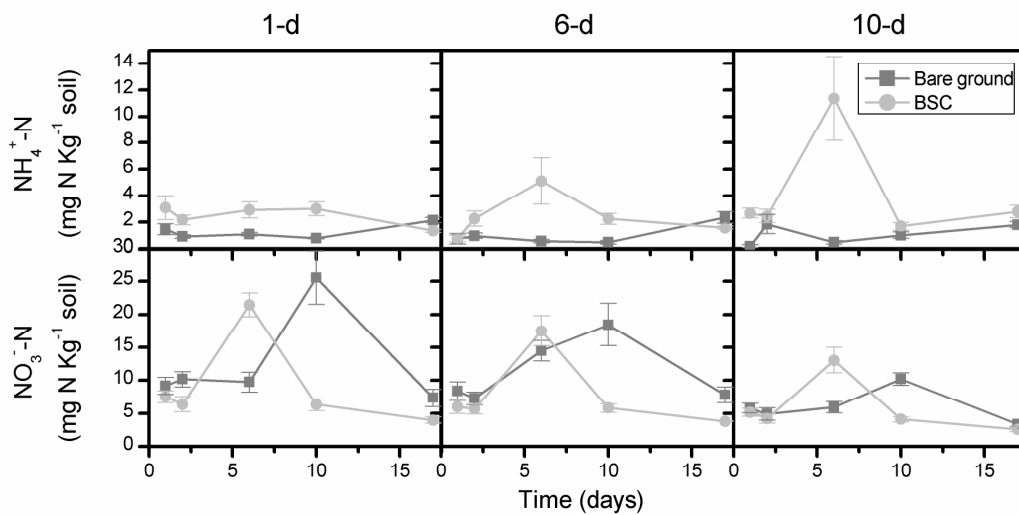 1-d 6-d 10-d
NH₄⁺-N
(mg N Kg⁻¹ soil)
14
12
10
8
6
4
2
Bare ground
BSC
NO₃⁻-N
(mg N Kg⁻¹ soil)
30
25
20
15
10
5
0
0 5 10 15 0 5 10 15 0 5 10 15
Time (days)